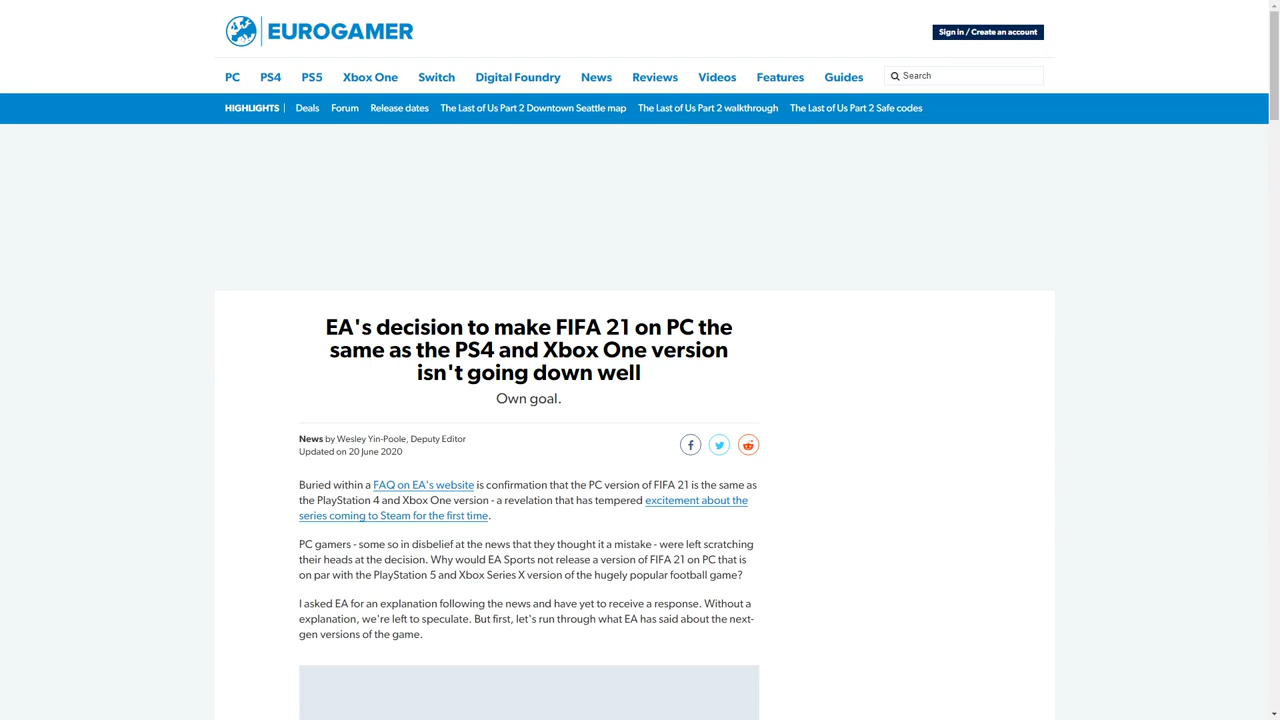 EUROGAMER
Sign in / Create an account
PC PS4 PS5 Xbox One Switch Digital Foundry News Reviews Videos Features Guides Search
HIGHLIGHTS Deals Forum Release dates The Last of Us Part 2 Downtown Seattle map The Last of Us Part 2 walkthrough The Last of Us Part 2 Safe codes
EA's decision to make FIFA 21 on PC the
same as the PS4 and Xbox One version
isn't going down well
Own goal.
News by Wesley Yin-Poole, Deputy Editor
Updated on 20 June 2020
Buried within a FAQ on EA's website is confirmation that the PC version of FIFA 21 is the same as
the PlayStation 4 and Xbox One version - a revelation that has tempered excitement about the
series coming to Steam for the first time.
PC gamers - some so in disbelief at the news that they thought it a mistake - were left scratching
their heads at the decision. Why would EA Sports not release a version of FIFA 21 on PC that is
on par with the PlayStation 5 and Xbox Series X version of the hugely popular football game?
I asked EA for an explanation following the news and have yet to receive a response. Without a
explanation, we're left to speculate. But first, let's run through what EA has said about the next-
gen versions of the game.